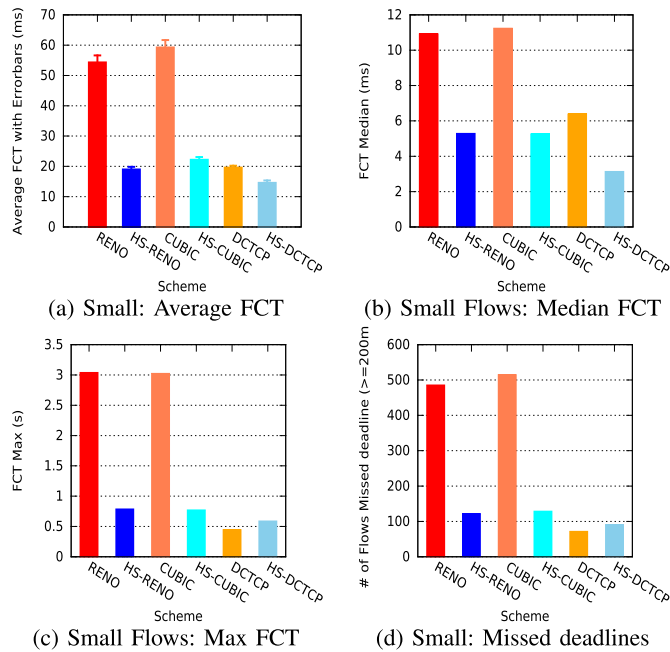 Average FCT with Errorbars (ms)
70
60
50
40
30
20
10
0
RENO
HS-RENO
CUBIC
HS-CUBIC
DCTCP
HS-DCTCP
Scheme
(a) Small: Average FCT
FCT Median (ms)
12
10
8
6
4
2
0
RENO
HS-RENO
CUBIC
HS-CUBIC
DCTCP
HS-DCTCP
Scheme
(b) Small Flows: Median FCT
FCT Max (s)
3.5
3
2.5
2
1.5
1
0.5
0
RENO
HS-RENO
CUBIC
HS-CUBIC
DCTCP
HS-DCTCP
Scheme
(c) Small Flows: Max FCT
# of Flows Missed deadline (>=200m
600
500
400
300
200
100
0
RENO
HS-RENO
CUBIC
HS-CUBIC
DCTCP
HS-DCTCP
Scheme
(d) Small: Missed deadlines